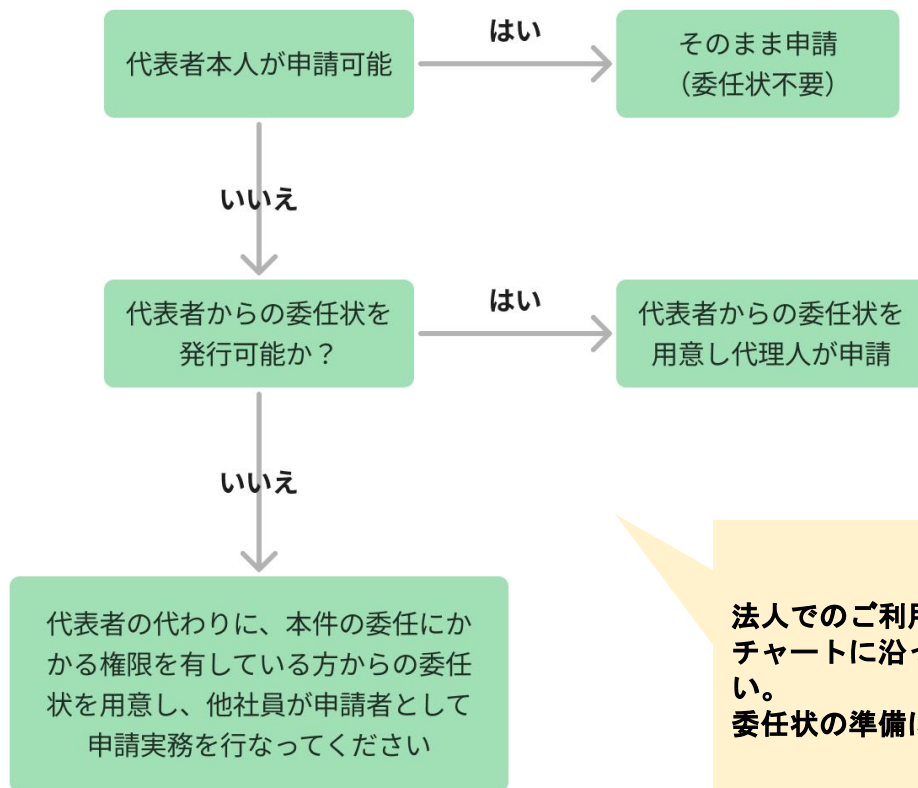 代表者本人が申請可能
はい
そのまま申請
（委任状不要）
いいえ
代表者からの委任状を
発行可能か？
はい
代表者からの委任状を
用意し代理人が申請
いいえ
代表者の代わりに、本件の委任にか
かる権限を有している方からの委任
状を用意し、他社員が申請者として
申請実務を行なってください
法人でのご利
チャートに沿
い。
委任状の準備